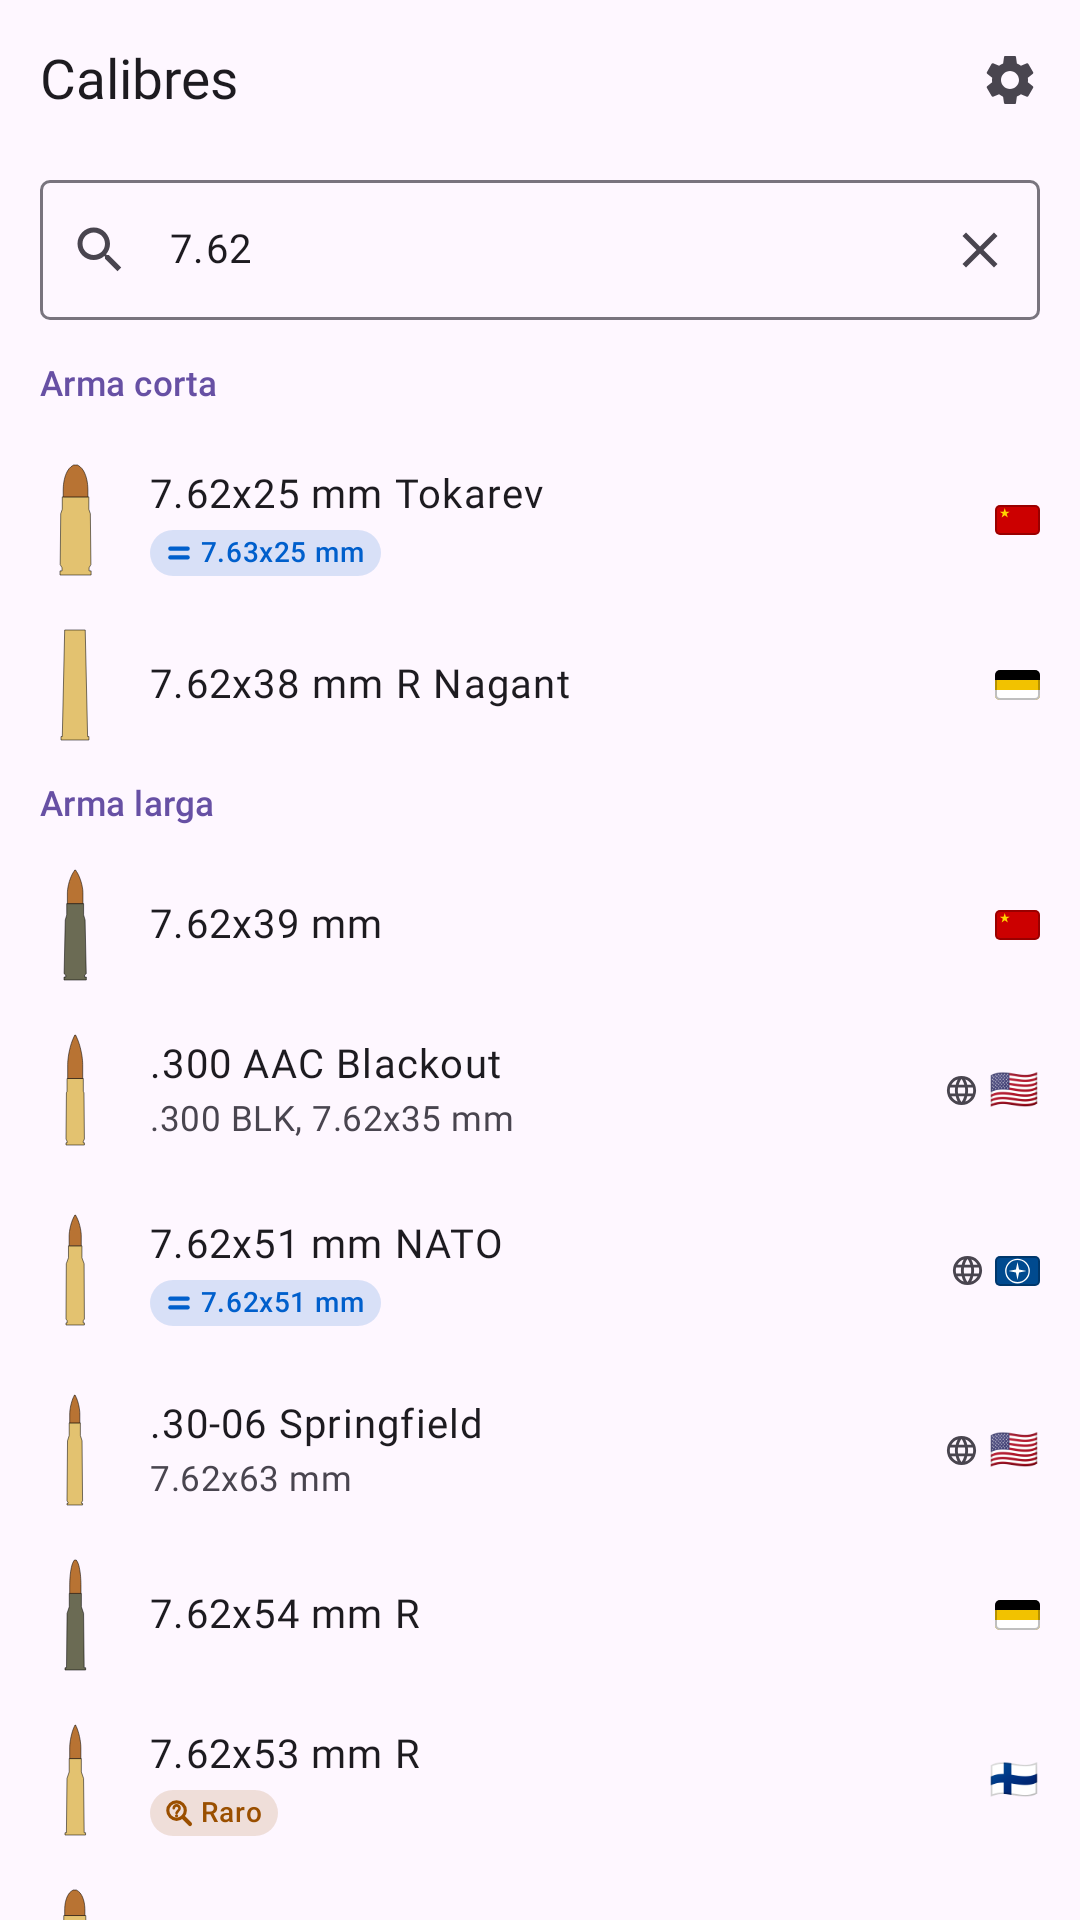 Calibres
7.62
Arma corta
7.62x25 mm Tokarev
= 7.63x25 mm
7.62x38 mm R Nagant
Arma larga
7.62x39 mm
.300 AAC Blackout
.300 BLK, 7.62x35 mm
7.62x51 mm NATO
= 7.62x51 mm
.30-06 Springfield
7.62x63 mm
7.62x54 mm R
7.62x53 mm R
Raro